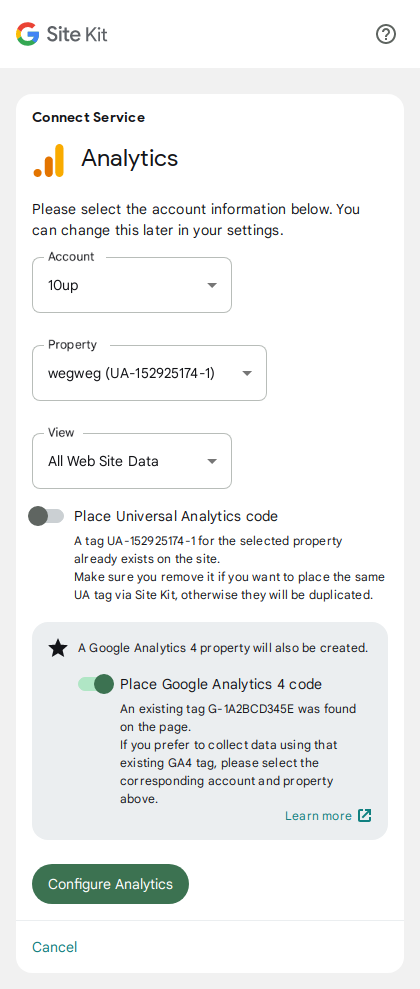 Site Kit
Connect Service
Analytics
Please select the account information below. You
can change this later in your settings.
Account
10up
Property
wegweg (UA-152925174-1)
View
All Web Site Data
Place Universal Analytics code
A tag UA-152925174-1 for the selected property
already exists on the site.
Make sure you remove it if you want to place the same
UA tag via Site Kit, otherwise they will be duplicated.
A Google Analytics 4 property will also be created.
Place Google Analytics 4 code
An existing tag G-1A2BCD345E was found
on the page.
If you prefer to collect data using that
existing GA4 tag, please select the
corresponding account and property
above.
Learn more
Configure Analytics
Cancel